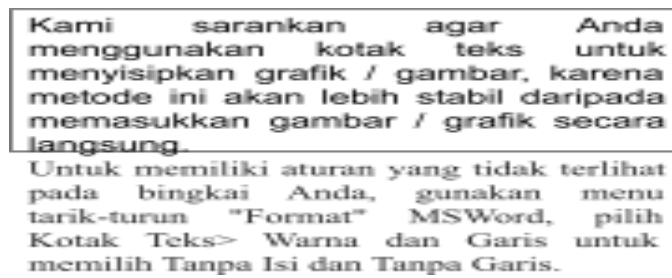 Kami sarankan agar Anda
menggunakan kotak teks untuk
menyisipkan grafik / gambar, karena
metode ini akan lebih stabil daripada
memasukkan gambar / grafik secara
langsung.
Untuk memiliki aturan yang tidak terlihat
pada bingkai Anda, gunakan menu
tarik-turun "Format" MSWord, pilih
Kotak Teks> Warna dan Garis untuk
memilih Tanpa Isi dan Tanpa Garis.